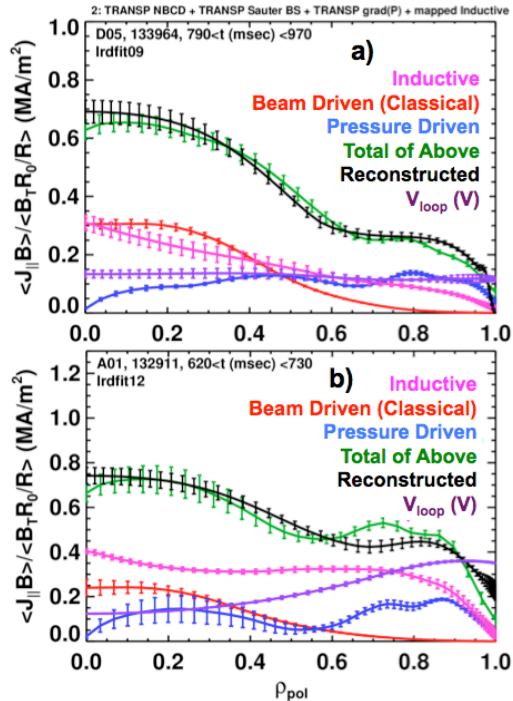 2: TRANSP NBCD + TRANSP Sauter BS + TRANSP grad(P) + mapped Inductive
D05, 133964, 790<t (msec) <970
lrdfit09
a)
Inductive
Beam Driven (Classical)
Pressure Driven
Total of Above
Reconstructed
Vloop (V)
<J||B>/<BTR0/R> (MA/m²)
1.0
0.8
0.6
0.4
0.2
0.0
0.0 0.2 0.4 0.6 0.8 1.0
A01, 132911, 620<t (msec) <730
lrdfit12
b)
Inductive
Beam Driven (Classical)
Pressure Driven
Total of Above
Reconstructed
Vloop (V)
<J||B>/<BTR0/R> (MA/m²)
1.2
1.0
0.8
0.6
0.4
0.2
0.0
0.0 0.2 0.4 0.6 0.8 1.0
ρpol